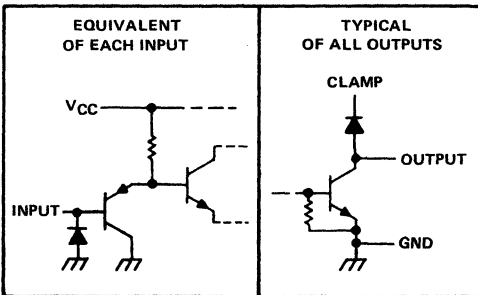 EQUIVALENT
OF EACH INPUT
VCC
INPUT
TYPICAL
OF ALL OUTPUTS
CLAMP
OUTPUT
GND